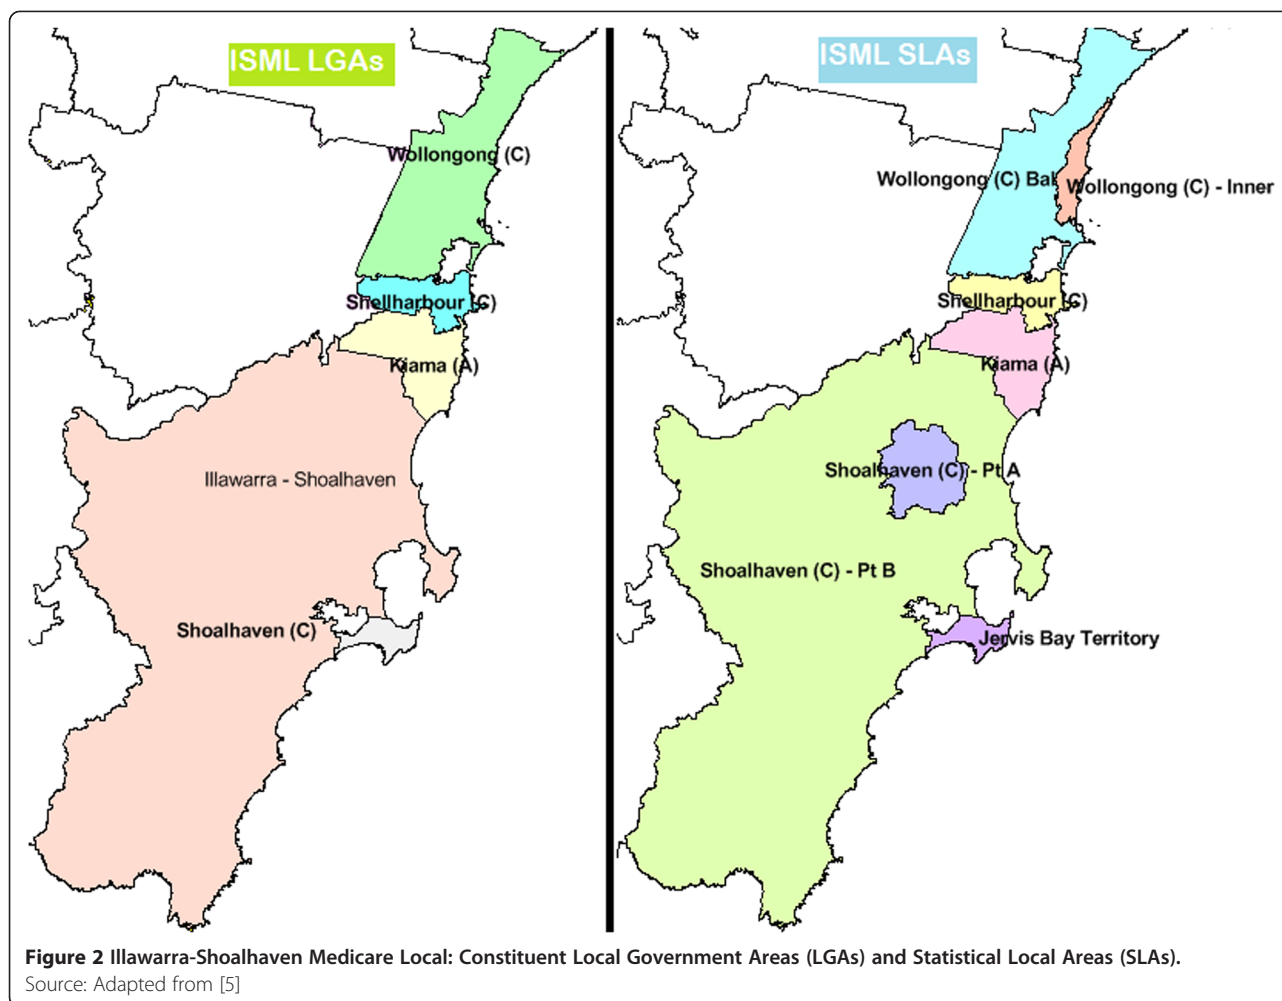 ISML LGAs
Wollongong (C)
Shellharbour (C)
Kiama (A)
Illawarra - Shoalhaven
Shoalhaven (C)
ISML SLAs
Wollongong (C) Bal
Wollongong (C) - Inner
Shellharbour (C)
Kiama (A)
Shoalhaven (C) - Pt A
Shoalhaven (C) - Pt B
Jervis Bay Territory
Figure 2 Illawarra-Shoalhaven Medicare Local: Constituent Local Government Areas (LGAs) and Statistical Local Areas (SLAs).
Source: Adapted from [5]